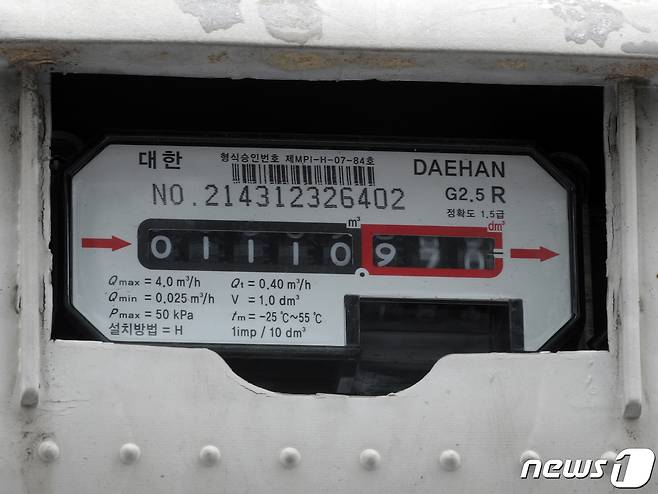 대한
형식승인번호 제MPI-H-07-84호
DAEHAN
NO.214312326402
G2.5 R
정확도 1.5급
m³
dm³
01110 970
Qmax = 4.0 m³/h
Qt = 0.40 m³/h
Qmin = 0.025 m³/h
V = 1.0 dm³
Pmax = 50 kPa
tm = -25 ℃~55 ℃
설치방법 = H
1imp / 10 dm³
news1